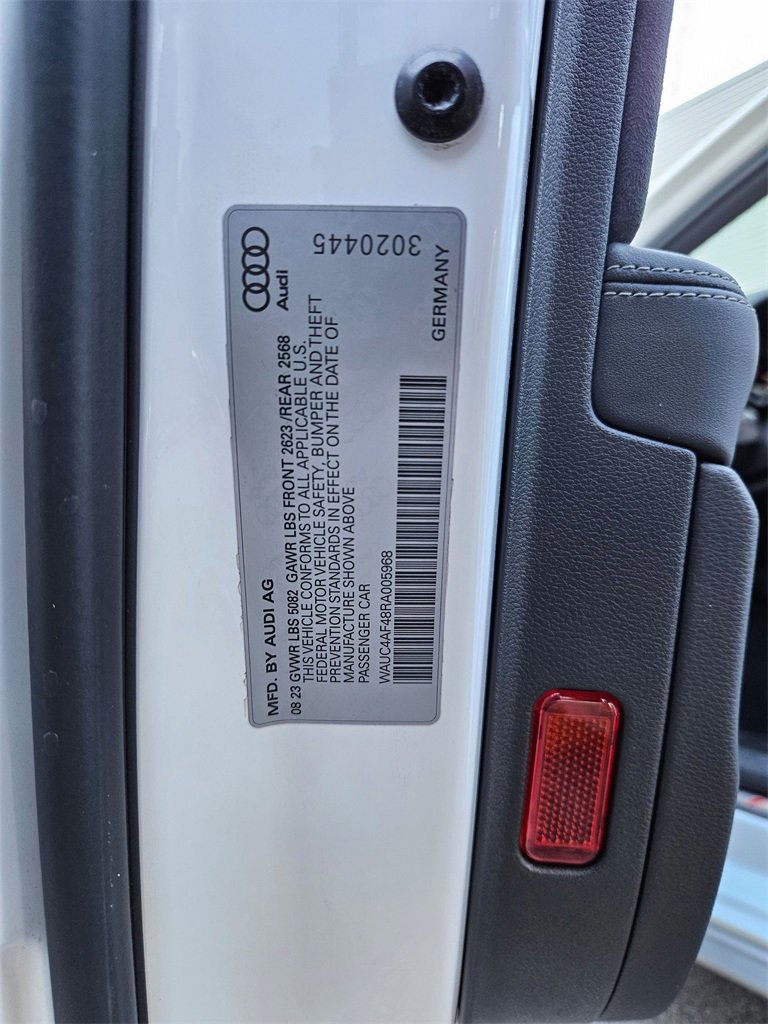 Audi
3020445
GERMANY
MFD. BY AUDI AG
08 23 GVWR LBS 5082 GAWR LBS FRONT 2623 /REAR 2568
THIS VEHICLE CONFORMS TO ALL APPLICABLE U.S.
FEDERAL MOTOR VEHICLE SAFETY, BUMPER AND THEFT
PREVENTION STANDARDS IN EFFECT ON THE DATE OF
MANUFACTURE SHOWN ABOVE
PASSENGER CAR
WAUC4AF48RA005968